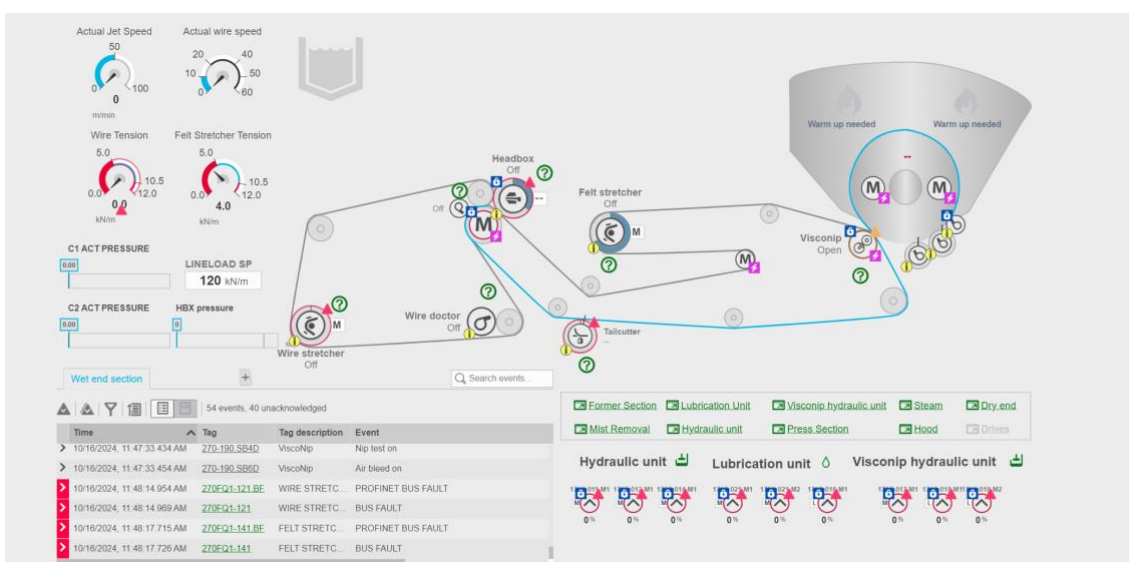 Actual Jet Speed
Actual wire speed
50
0
100
0
m/min
20
40
10
50
0
60
Wire Tension
Felt Stretcher Tension
5.0
10.5
0.0
12.0
0.0
kN/m
5.0
10.5
0.0
12.0
4.0
kN/m
C1 ACT PRESSURE
0.00
LINELOAD SP
120 kN/m
C2 ACT PRESSURE
HBX pressure
0.00
0
Headbox
Off
Off
M
Felt stretcher
Off
M
M
Visconip
Open
Warm up needed
Warm up needed
--
M
M
Wire doctor
Off
Tailcutter
--
M
Wire stretcher
Off
Wet end section
+
Search events...
54 events, 40 unacknowledged
Time Tag Tag description Event
10/16/2024, 11:47:33.434 AM 270-190.SB4D ViscoNip Nip test on
10/16/2024, 11:47:33.454 AM 270-190.SB6D ViscoNip Air bleed on
10/16/2024, 11:48:14.954 AM 270FQ1-121.BF WIRE STRETC... PROFINET BUS FAULT
10/16/2024, 11:48:14.969 AM 270FQ1-121 WIRE STRETC... BUS FAULT
10/16/2024, 11:48:17.715 AM 270FQ1-141.BF FELT STRETC... PROFINET BUS FAULT
10/16/2024, 11:48:17.726 AM 270FQ1-141 FELT STRETC... BUS FAULT
Former Section Lubrication Unit Visconip hydraulic unit Steam Dry end
Mist Removal Hydraulic unit Press Section Hood Drives
Hydraulic unit
Lubrication unit
Visconip hydraulic unit
0% 0% 0% 0% 0% 0% 0% 0% 0%